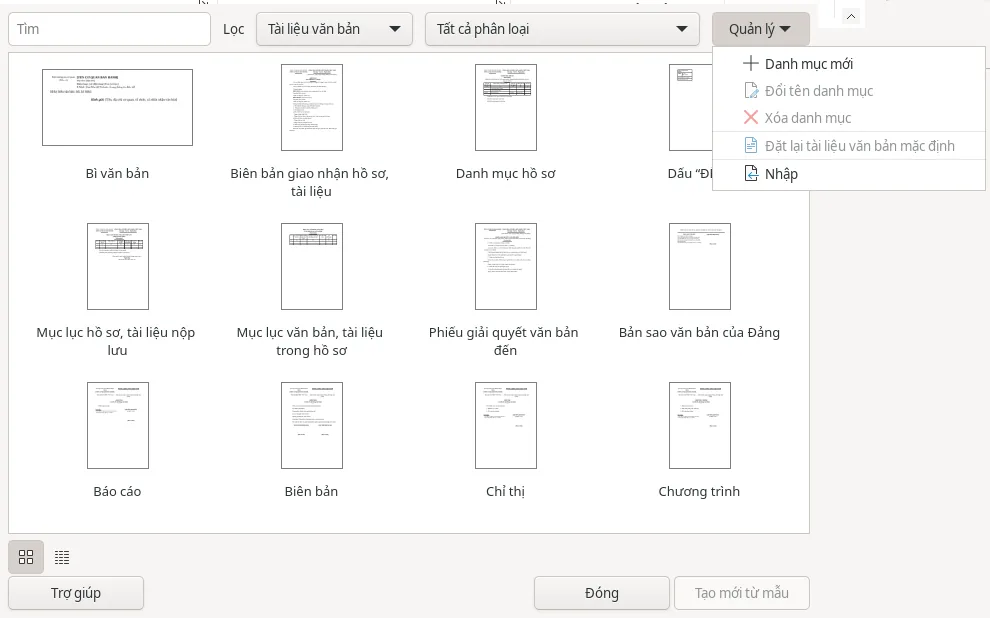 Tìm
Lọc
Tài liệu văn bản
Tất cả phân loại
Quản lý
Danh mục mới
Đổi tên danh mục
Xóa danh mục
Đặt lại tài liệu văn bản mặc định
Nhập
Bì văn bản
Biên bản giao nhận hồ sơ,
tài liệu
Danh mục hồ sơ
Dấu “Đ
Mục lục hồ sơ, tài liệu nộp
lưu
Mục lục văn bản, tài liệu
trong hồ sơ
Phiếu giải quyết văn bản
đến
Bản sao văn bản của Đảng
Báo cáo
Biên bản
Chỉ thị
Chương trình
Trợ giúp
Đóng
Tạo mới từ mẫu